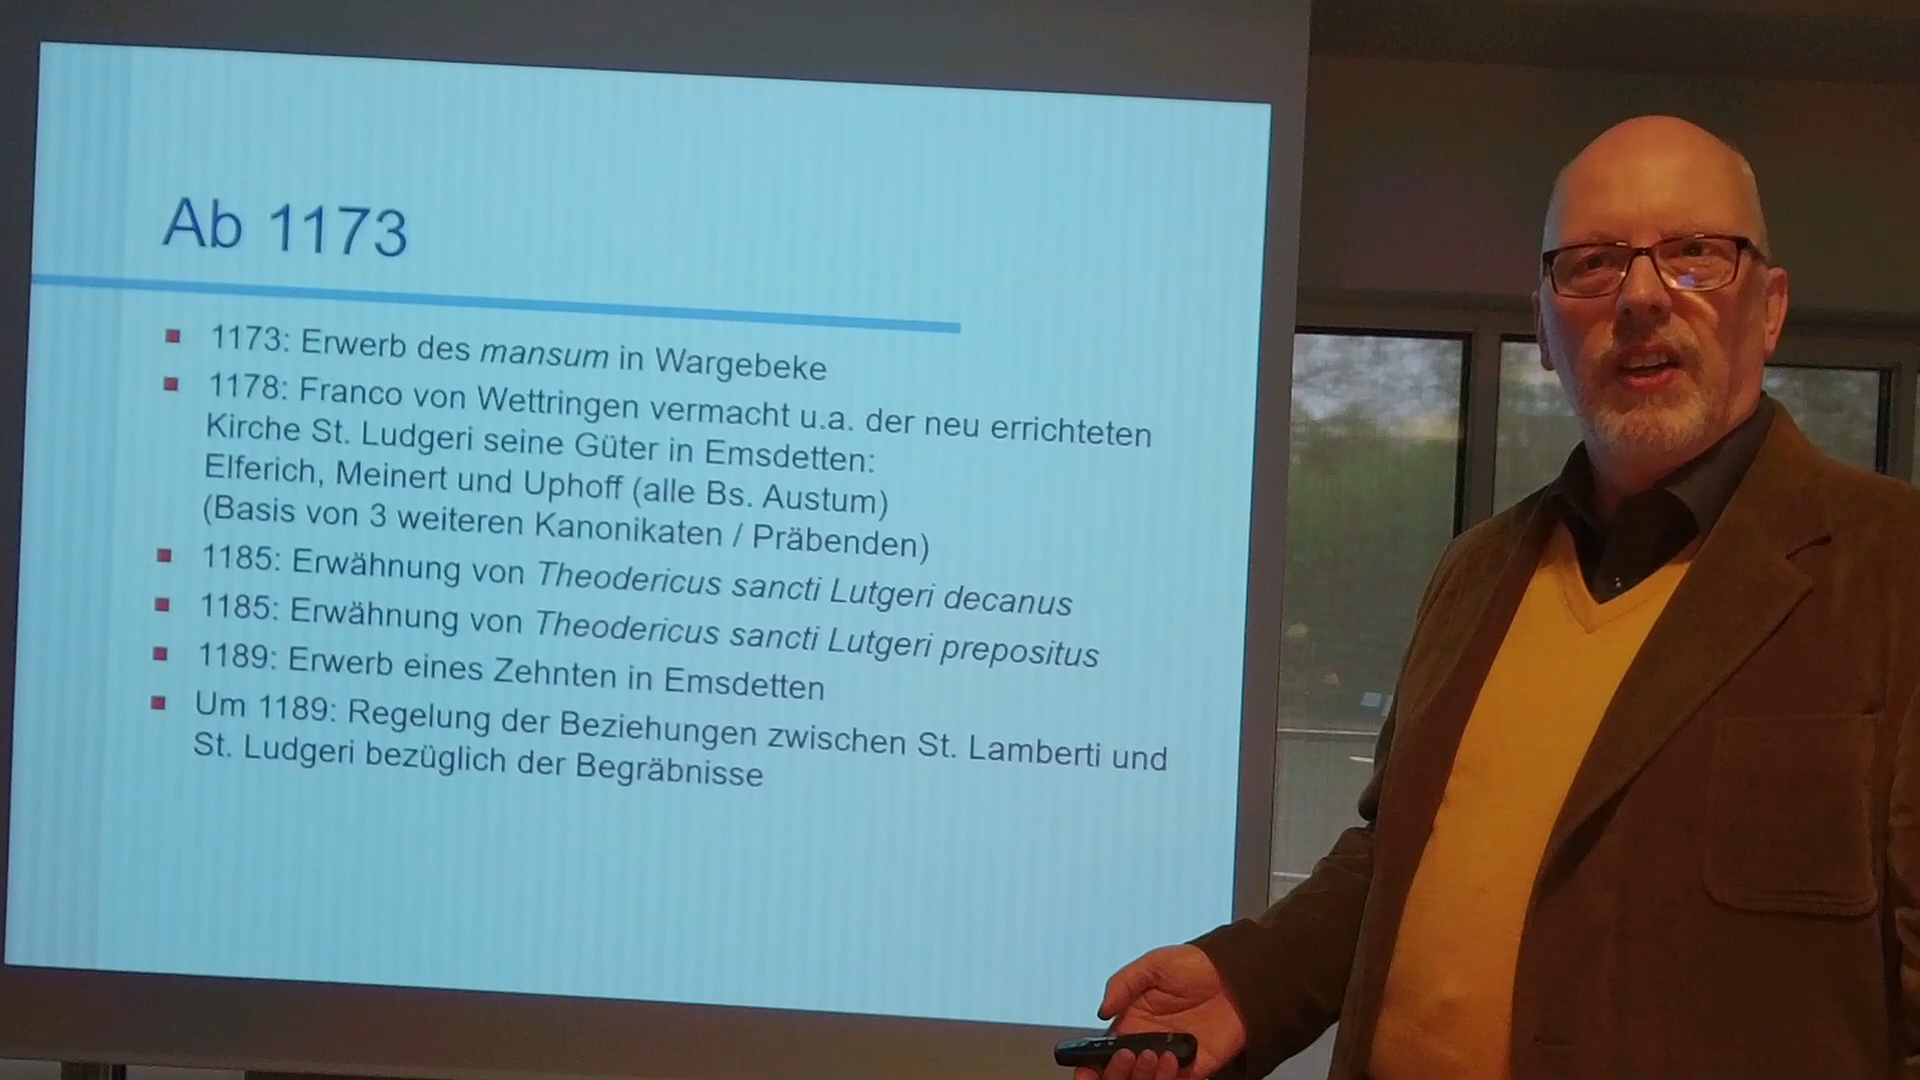 Ab 1173
1173: Erwerb des mansum in Wargebeke
1178: Franco von Wettringen vermacht u.a. der neu errichteten
Kirche St. Ludgeri seine Güter in Emsdetten:
Elferich, Meinert und Uphoff (alle Bs. Austum)
(Basis von 3 weiteren Kanonikaten / Präbenden)
1185: Erwähnung von Theodericus sancti Lutgeri decanus
1185: Erwähnung von Theodericus sancti Lutgeri prepositus
1189: Erwerb eines Zehnten in Emsdetten
Um 1189: Regelung der Beziehungen zwischen St. Lamberti und
St. Ludgeri bezüglich der Begräbnisse